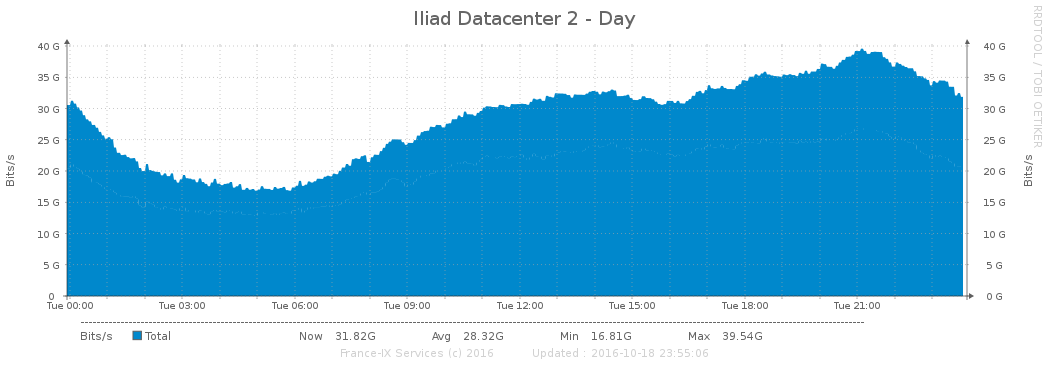 Iliad Datacenter 2 - Day
RRDTOOL / TOBI OETIKER
Bits/s
40 G 40 G
35 G 35 G
30 G 30 G
25 G 25 G
20 G 20 G
15 G 15 G
10 G 10 G
5 G 5 G
0 0 G
Bits/s
Tue 00:00 Tue 03:00 Tue 06:00 Tue 09:00 Tue 12:00 Tue 15:00 Tue 18:00 Tue 21:00
Bits/s Total Now 31.82G Avg 28.32G Min 16.81G Max 39.54G
France-IX Services (c) 2016 Updated : 2016-10-18 23:55:06